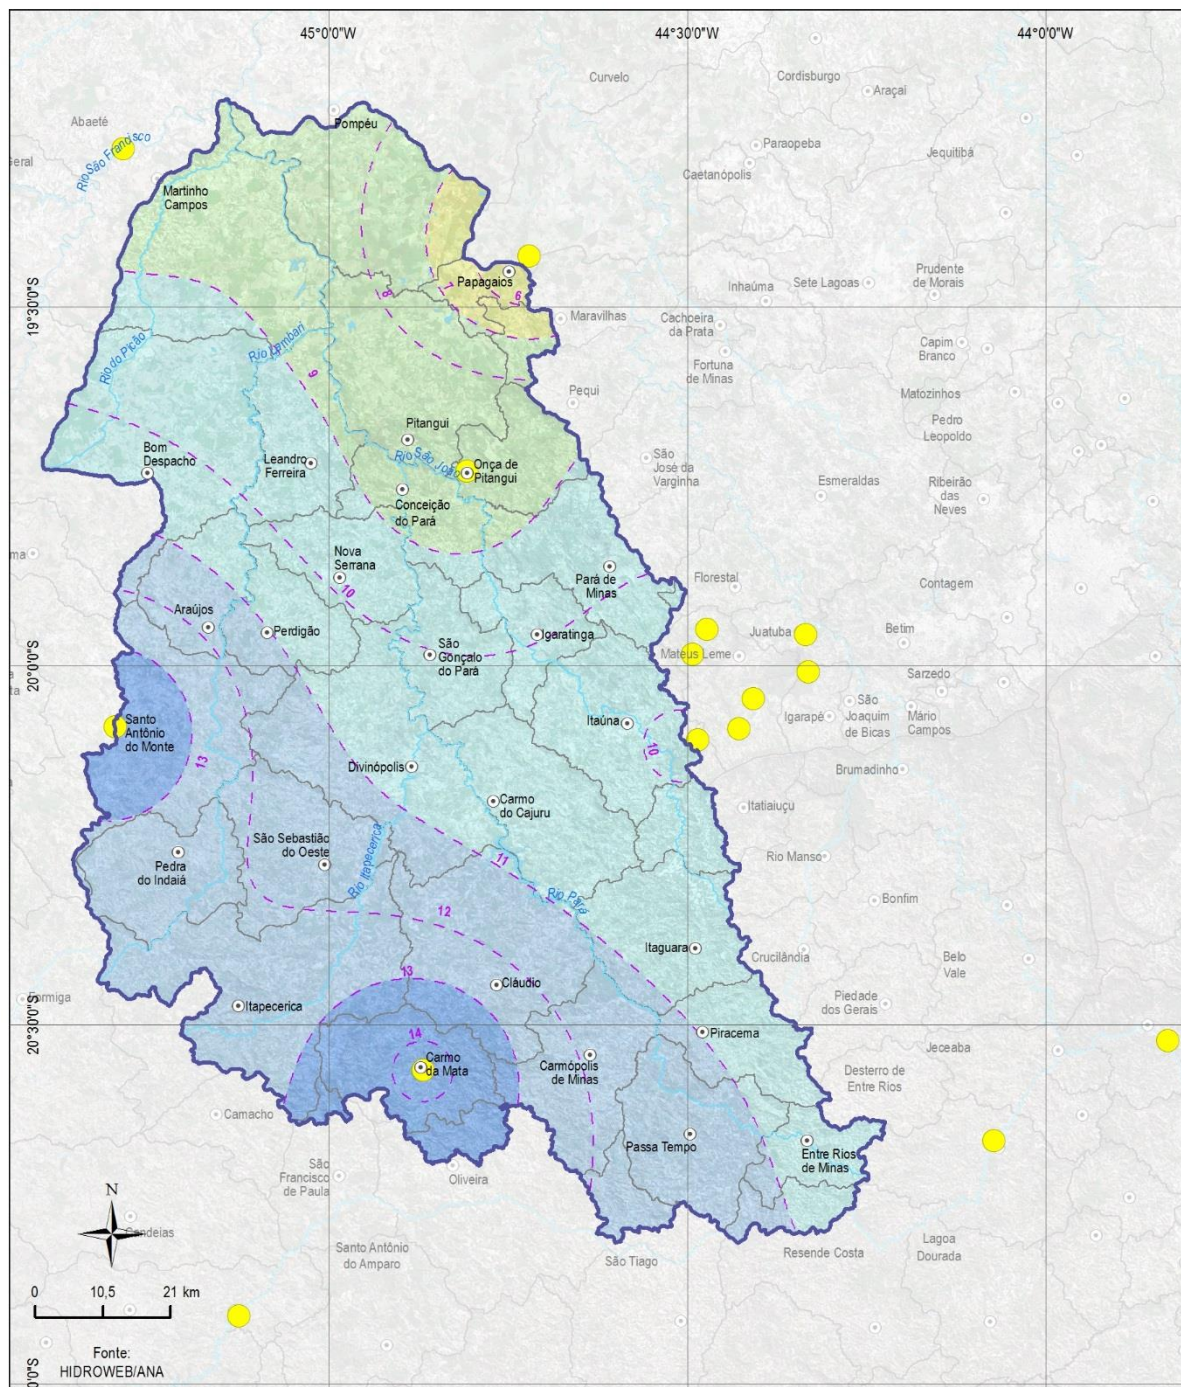 45°0'0"W
44°30'0"W
44°0'0"W
Curvelo
Cordisburgo
Araçai
Abaeté
Pompéu
Rio São Francisco
Paraopeba
Jequitibá
Caetanópolis
Martinho
Campos
Papagaios
7
6
8
Inhaúma
Sete Lagoas
Prudente
de Morais
19°30'0"S
Maravilhas
Cachoeira
da Prata
Rio Lambari
Rio do Picão
Capim
Branco
Fortuna
de Minas
9
Pequi
Matozinhos
Pitangui
Pedro
Leopoldo
Bom
Despacho
Leandro
Ferreira
Rio São João
Onça de
Pitangui
São
José da
Varginha
Esmeraldas
Ribeirão
das
Neves
Conceição
do Pará
Nova
Serrana
10
Pará de
Minas
Florestal
Contagem
Araújos
Perdigão
Igaratinga
Juatuba
Betim
20°0'0"S
São
Gonçalo
do Pará
Mateus Leme
Sarzedo
Santo
Antônio
do Monte
Itaúna
10
Igarapé
São
Joaquim
de Bicas
Mário
Campos
13
Divinópolis
Brumadinho
Carmo
do Cajuru
Itatiaiuçu
São Sebastião
do Oeste
Rio Itapecerica
Pedra
do Indaiá
11
Rio Manso
Rio Pará
12
Bonfim
Itaguara
Crucilândia
Belo
Vale
13
Cláudio
Formiga
Itapecerica
Piedade
dos Gerais
20°30'0"S
14
Piracema
Carmo
da Mata
Carmópolis
de Minas
Jeceaba
Desterro de
Entre Rios
Camacho
Passa Tempo
Entre Rios
de Minas
São
Francisco
de Paula
Oliveira
N
Candeias
Santo Antônio
do Amparo
São Tiago
Resende Costa
Lagoa
Dourada
0 10,5 21 km
Fonte:
HIDROWEB/ANA